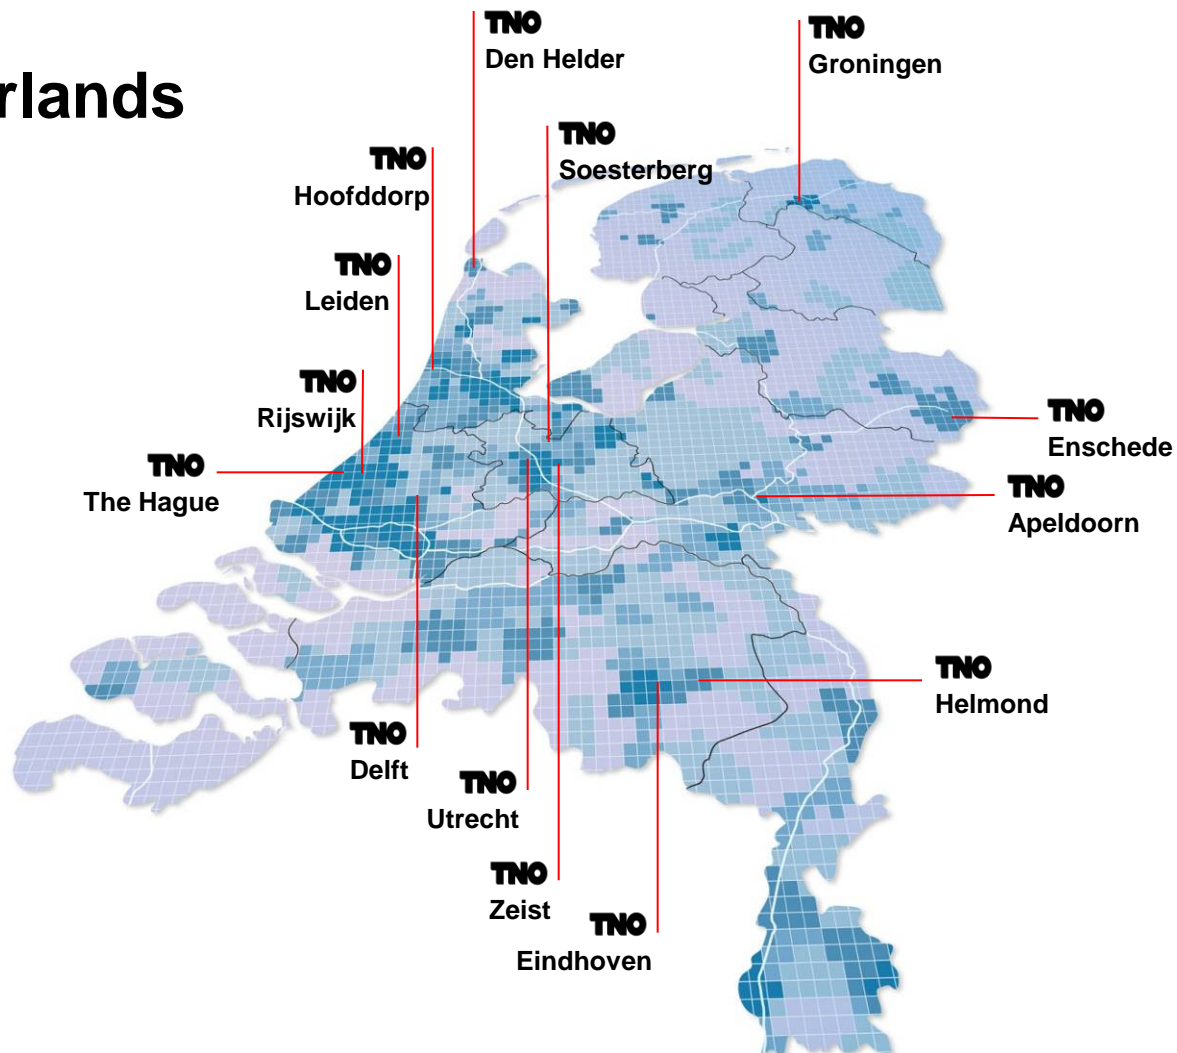 rlands
TNO
Den Helder
TNO
Groningen
TNO
Soesterberg
TNO
Hoofddorp
TNO
Leiden
TNO
Rijswijk
TNO
The Hague
TNO
Enschede
TNO
Apeldoorn
TNO
Helmond
TNO
Delft
TNO
Utrecht
TNO
Zeist
TNO
Eindhoven